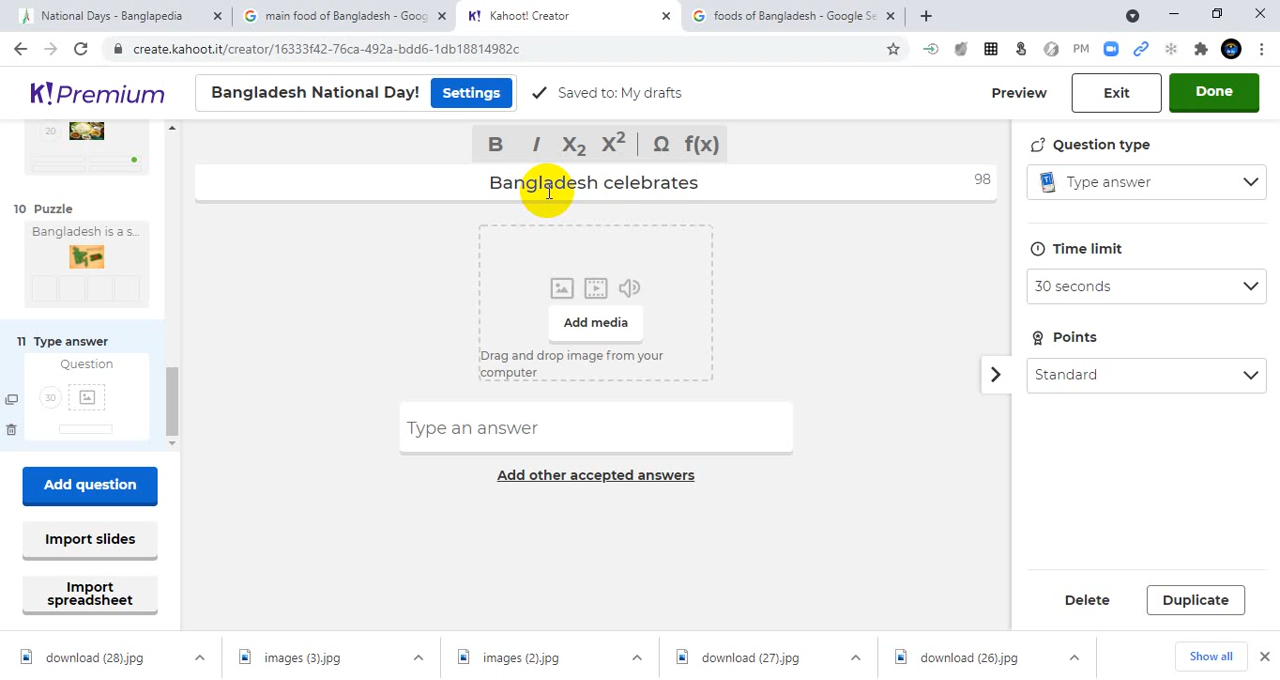 National Days - Banglapedia
main food of Bangladesh - Goog
Kahoot! Creator
foods of Bangladesh - Google Se
create.kahoot.it/creator/16333f42-76ca-492a-bdd6-1db18814982c
PM
K!Premium
Bangladesh National Day!
Settings
Saved to: My drafts
Preview
Exit
Done
20
B I X2 X2 Ω f(x)
Bangladesh celebrates
98
10 Puzzle
Bangladesh is a s...
11 Type answer
Question
30
Add question
Import slides
Import
spreadsheet
Add media
Drag and drop image from your
computer
Type an answer
Add other accepted answers
Question type
Type answer
Time limit
30 seconds
Points
Standard
Delete
Duplicate
download (28).jpg
images (3).jpg
images (2).jpg
download (27).jpg
download (26).jpg
Show all